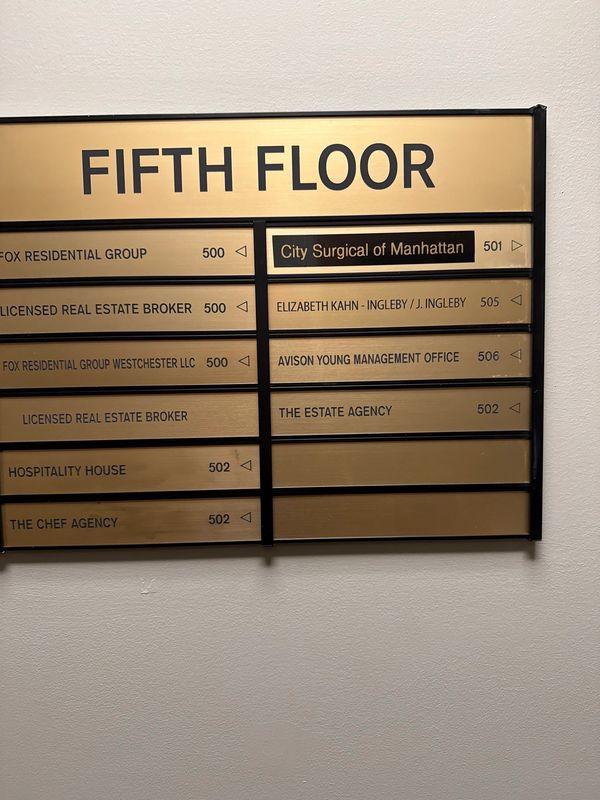 FIFTH FLOOR
FOX RESIDENTIAL GROUP 500 ◁
LICENSED REAL ESTATE BROKER 500 ◁
FOX RESIDENTIAL GROUP WESTCHESTER LLC 500 ◁
LICENSED REAL ESTATE BROKER
HOSPITALITY HOUSE 502 ◁
THE CHEF AGENCY 502 ◁
City Surgical of Manhattan 501 ▷
ELIZABETH KAHN - INGLEBY / J. INGLEBY 505 ◁
AVISON YOUNG MANAGEMENT OFFICE 506 ◁
THE ESTATE AGENCY 502 ◁